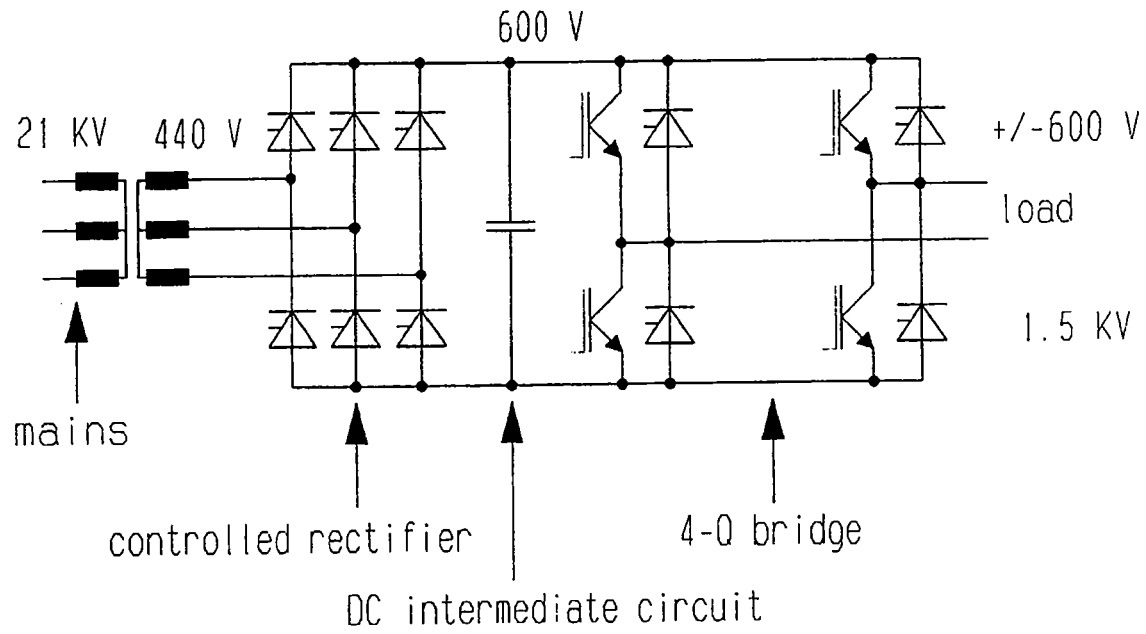 600 V
21 KV
440 V
+/-600 V
load
1.5 KV
mains
controlled rectifier
4-Q bridge
DC intermediate circuit